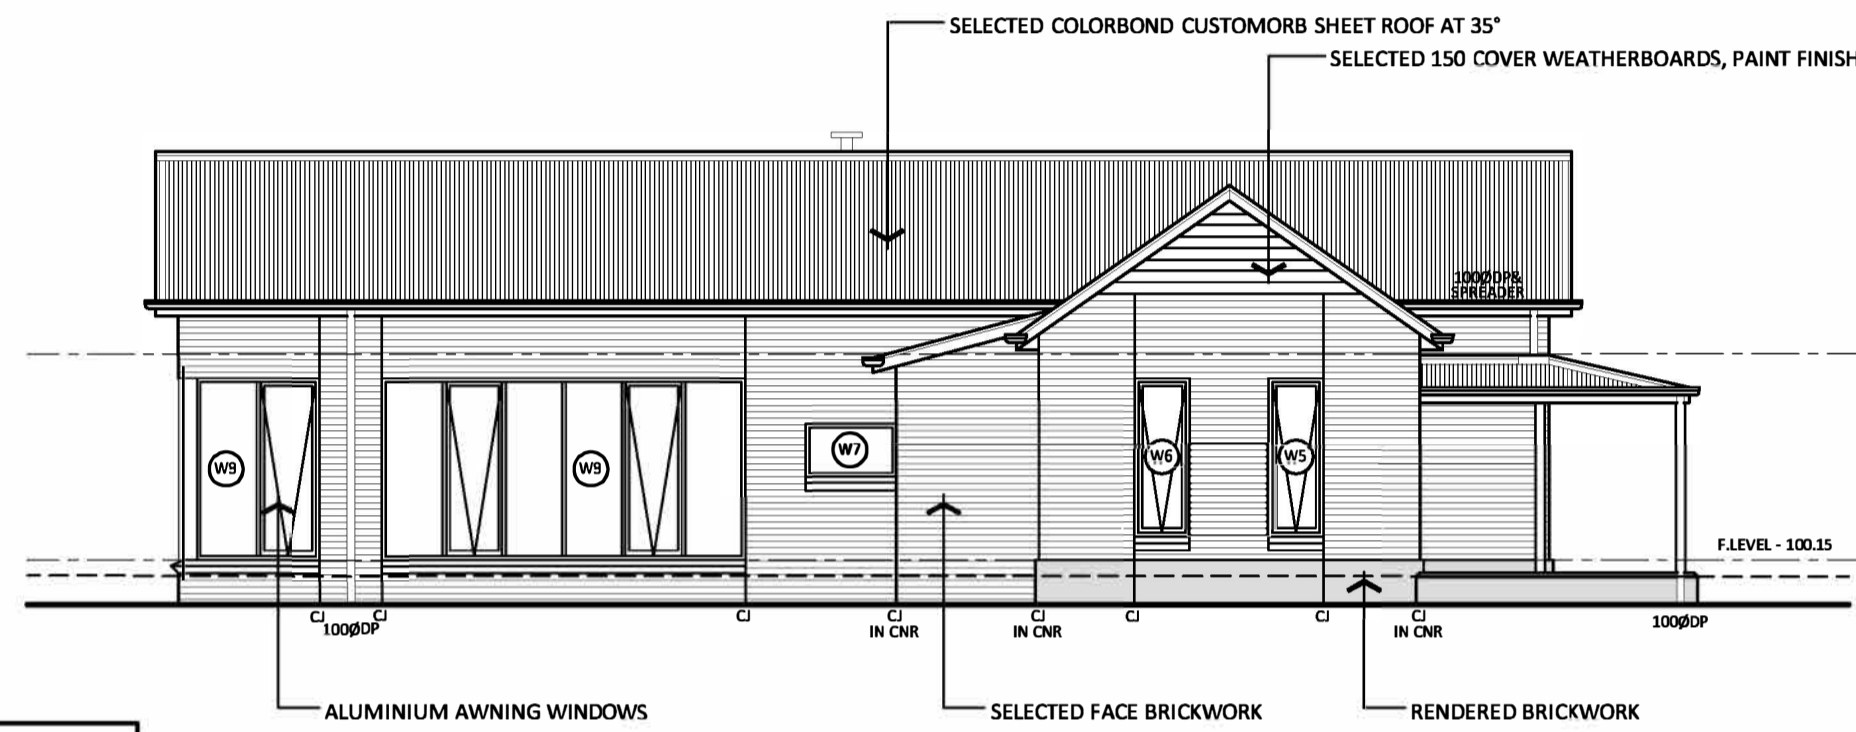 SELECTED COLORBOND CUSTOMORB SHEET ROOF AT 35°
SELECTED 150 COVER WEATHERBOARDS, PAINT FINISH
100ØDP&
SPREADER
W9
W9
W7
W6
W5
F.LEVEL - 100.15
CJ
100ØDP
CJ
CJ
CJ
IN CNR
CJ
IN CNR
CJ
CJ
CJ
IN CNR
100ØDP
ALUMINIUM AWNING WINDOWS
SELECTED FACE BRICKWORK
RENDERED BRICKWORK